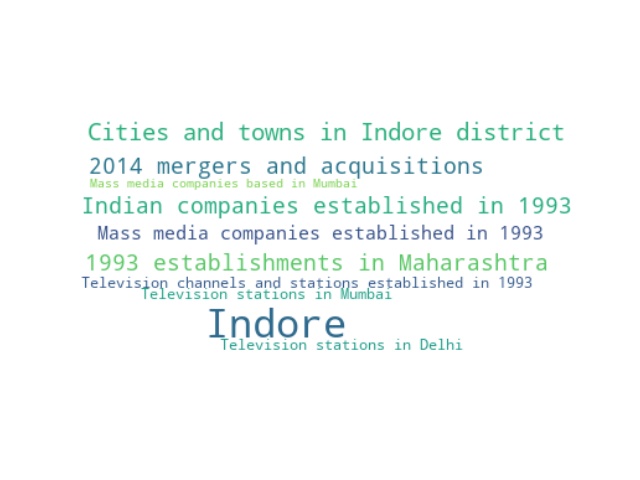 Cities and towns in Indore district
2014 mergers and acquisitions
Mass media companies based in Mumbai
Indian companies established in 1993
Mass media companies established in 1993
1993 establishments in Maharashtra
Television channels and stations established in 1993
Television stations in Mumbai
Indore
Television stations in Delhi